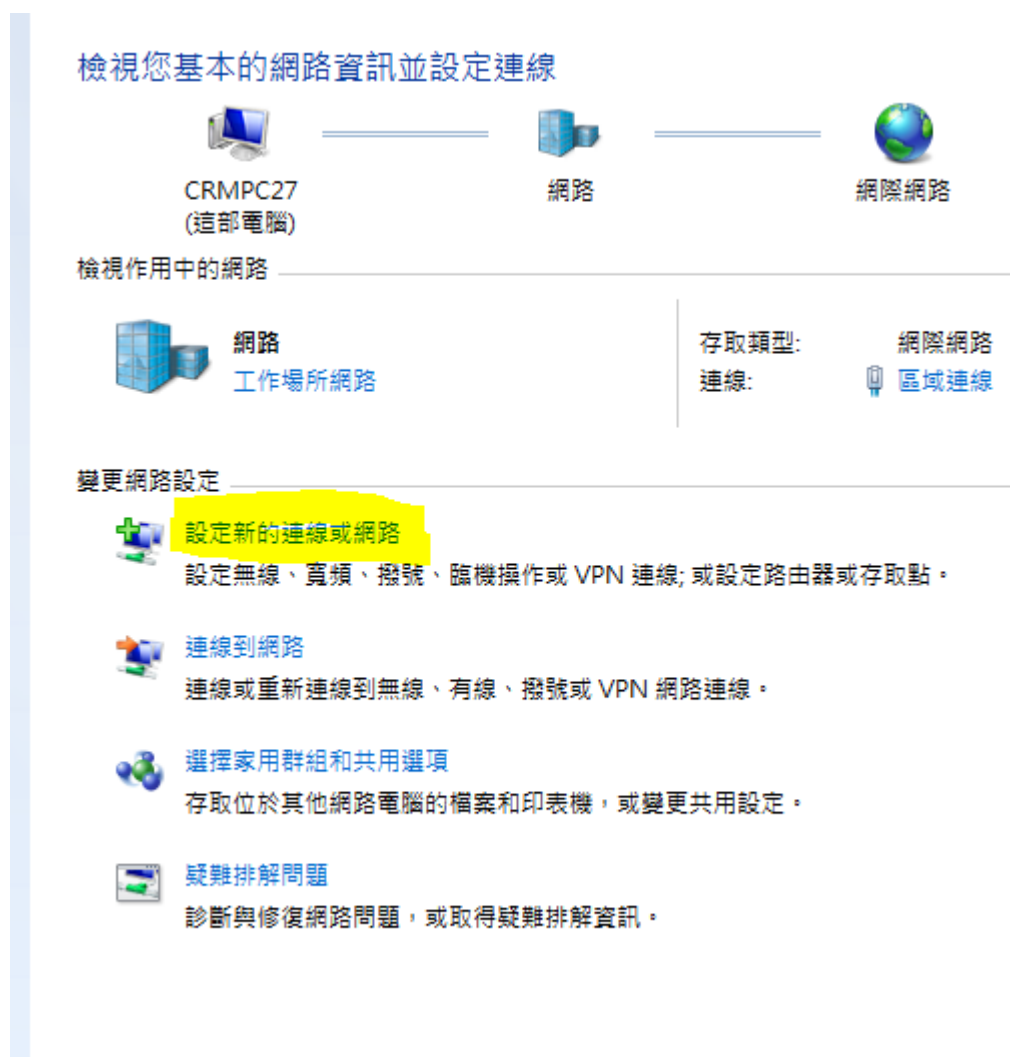 檢視您基本的網路資訊並設定連線
CRMPC27
(這部電腦)
網路
網際網路
檢視作用中的網路
網路
工作場所網路
存取類型: 網際網路
連線: 區域連線
變更網路設定
設定新的連線或網路
設定無線、寬頻、撥號、臨機操作或 VPN 連線; 或設定路由器或存取點。
連線到網路
連線或重新連線到無線、有線、撥號或 VPN 網路連線。
選擇家用群組和共用選項
存取位於其他網路電腦的檔案和印表機，或變更共用設定。
疑難排解問題
診斷與修復網路問題，或取得疑難排解資訊。